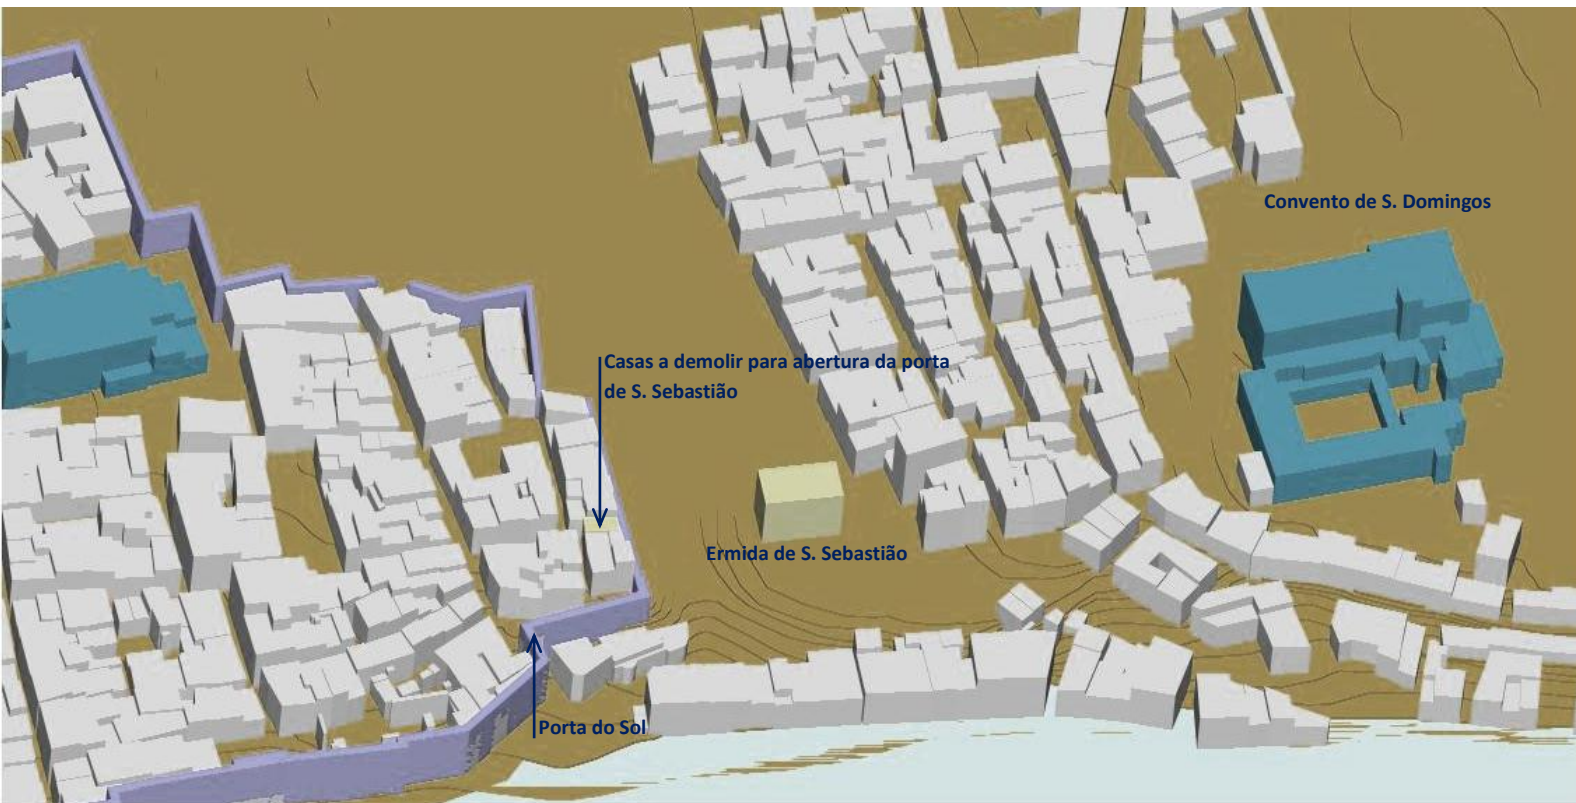 Convento de S. Domingos
Casas a demolir para abertura da porta
de S. Sebastião
Ermida de S. Sebastião
Porta do Sol